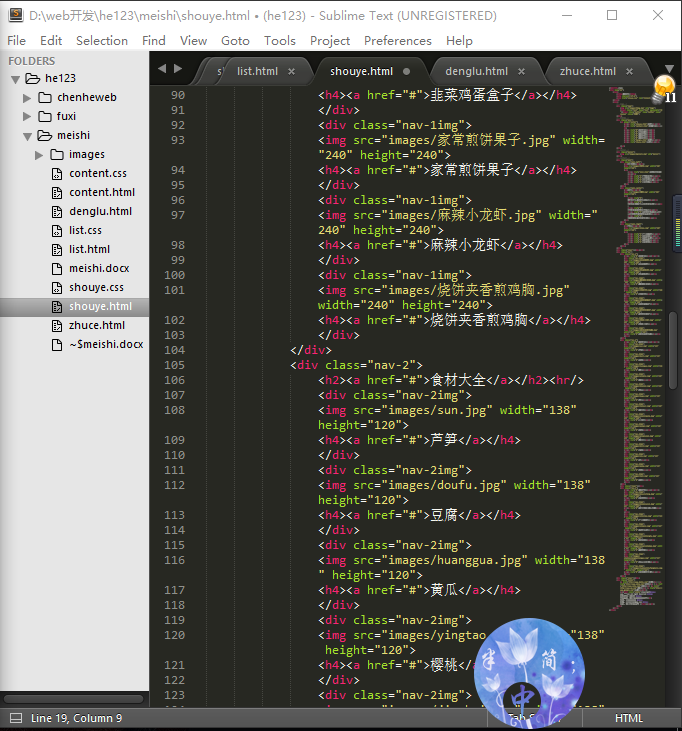 D:\web开发\he123\meishi\shouye.html • (he123) - Sublime Text (UNREGISTERED)
File Edit Selection Find View Goto Tools Project Preferences Help
FOLDERS
he123
chenheweb
fuxi
meishi
images
content.css
content.html
denglu.html
list.css
list.html
meishi.docx
shouye.css
shouye.html
zhuce.html
~$meishi.docx
list.html × shouye.html denglu.html × zhuce.html ×
90 <h4><a href="#">韭菜鸡蛋盒子</a></h4>
91 </div>
92 <div class="nav-1img">
93 <img src="images/家常煎饼果子.jpg" width=
"240" height="240">
94 <h4><a href="#">家常煎饼果子</a></h4>
95 </div>
96 <div class="nav-1img">
97 <img src="images/麻辣小龙虾.jpg" width="
240" height="240">
98 <h4><a href="#">麻辣小龙虾</a></h4>
99 </div>
100 <div class="nav-1img">
101 <img src="images/烧饼夹香煎鸡胸.jpg"
width="240" height="240">
102 <h4><a href="#">烧饼夹香煎鸡胸</a></h4>
103 </div>
104 </div>
105 <div class="nav-2">
106 <h2><a href="#">食材大全</a></h2><hr/>
107 <div class="nav-2img">
108 <img src="images/sun.jpg" width="138"
height="120">
109 <h4><a href="#">芦笋</a></h4>
110 </div>
111 <div class="nav-2img">
112 <img src="images/doufu.jpg" width="138"
height="120">
113 <h4><a href="#">豆腐</a></h4>
114 </div>
115 <div class="nav-2img">
116 <img src="images/huanggua.jpg" width="138
" height="120">
117 <h4><a href="#">黄瓜</a></h4>
118 </div>
119 <div class="nav-2img">
120 <img src="images/yingtao "138"
height="120">
121 <h4><a href="#">樱桃</a>
122 </div>
123 <div class="nav-2img">
半 简
中
Line 19, Column 9 HTML